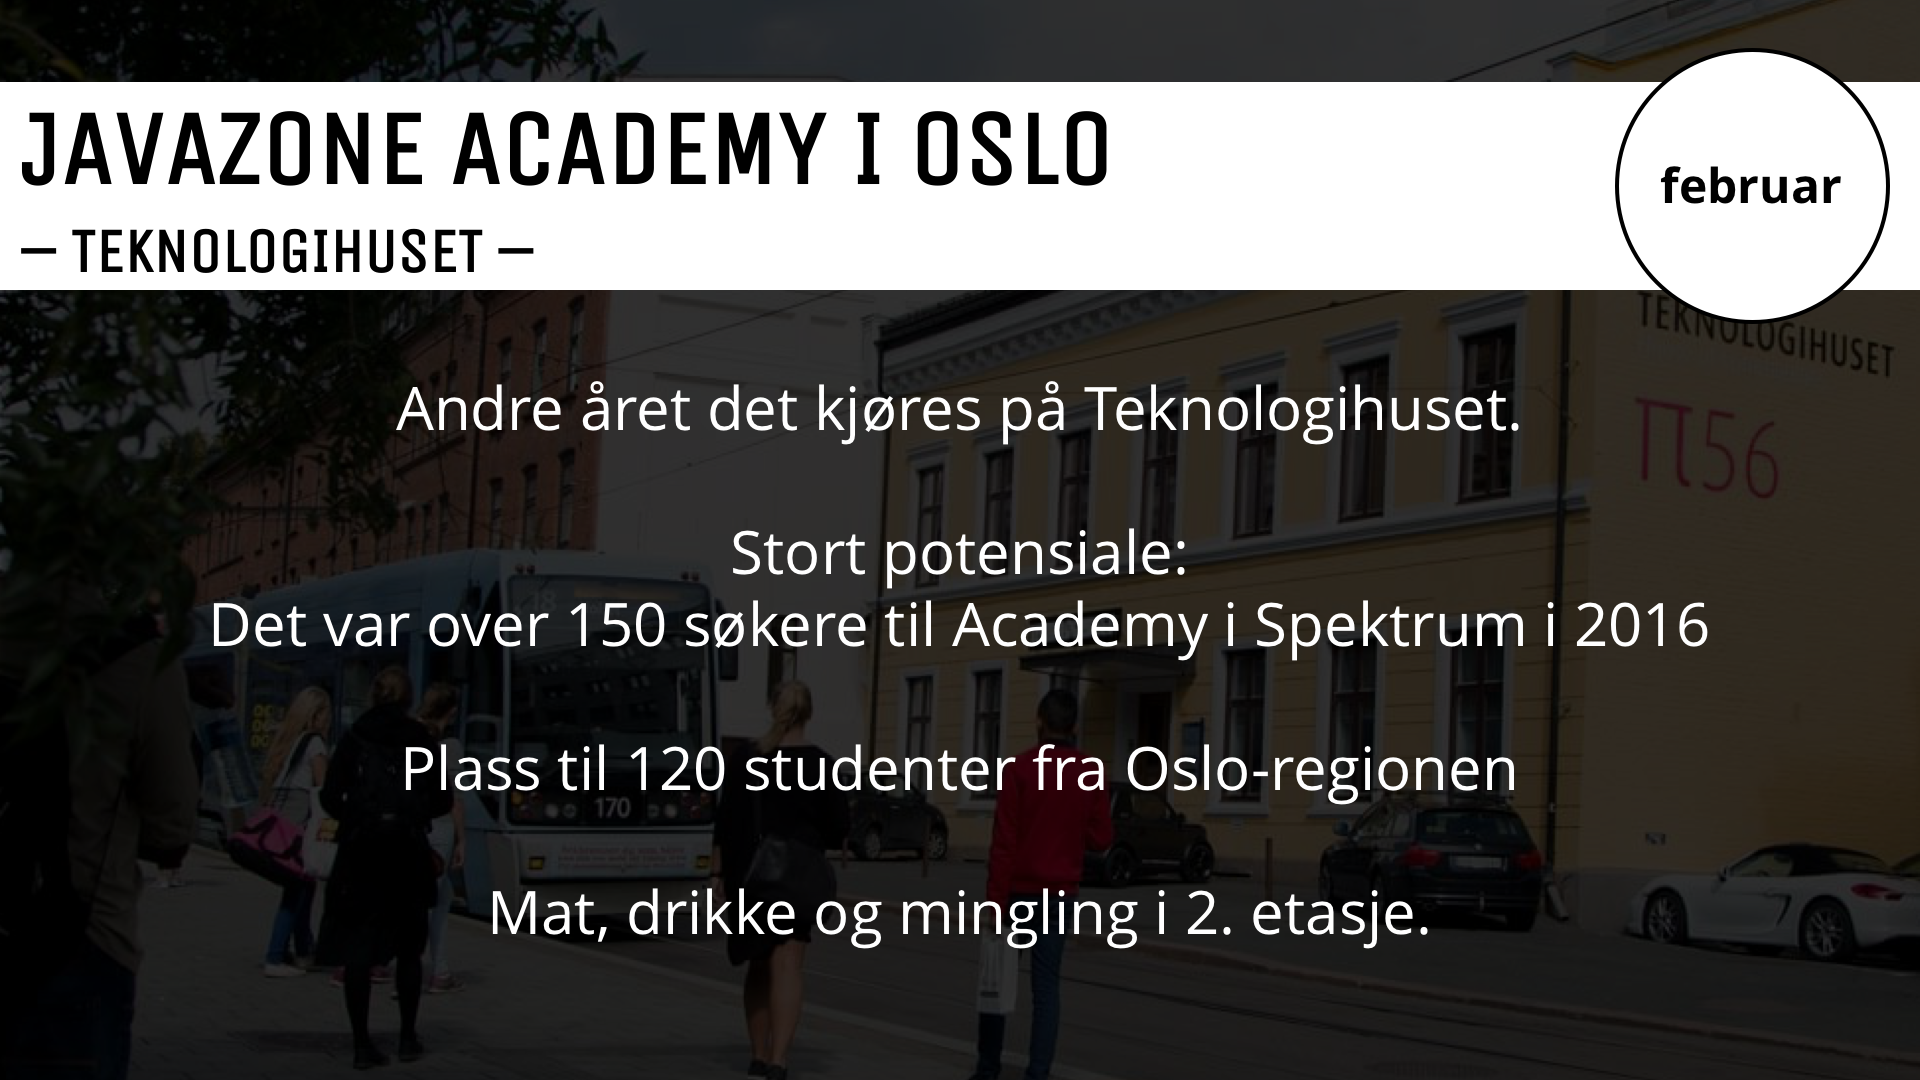 JAVAZONE ACADEMY I OSLO
– TEKNOLOGIHUSET –
februar
TEKNOLOGIHUSET
π56
Andre året det kjøres på Teknologihuset.
Stort potensiale:
Det var over 150 søkere til Academy i Spektrum i 2016
Plass til 120 studenter fra Oslo-regionen
170
Mat, drikke og mingling i 2. etasje.